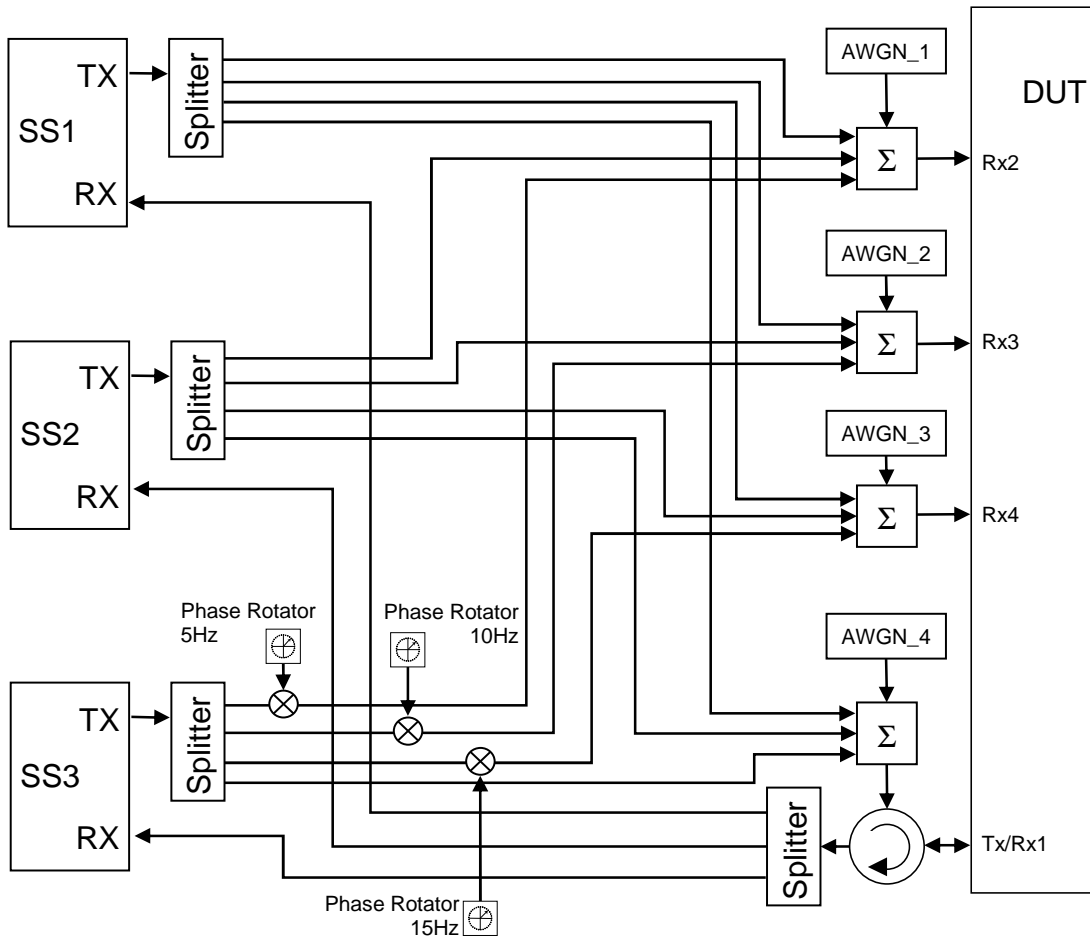 TX
SS1
RX
Splitter
AWGN_1
DUT
Σ
Rx2
AWGN_2
Σ
Rx3
TX
SS2
RX
Splitter
AWGN_3
Σ
Rx4
Phase Rotator
5Hz
Phase Rotator
10Hz
AWGN_4
TX
SS3
RX
Splitter
Σ
Splitter
Tx/Rx1
Phase Rotator
15Hz